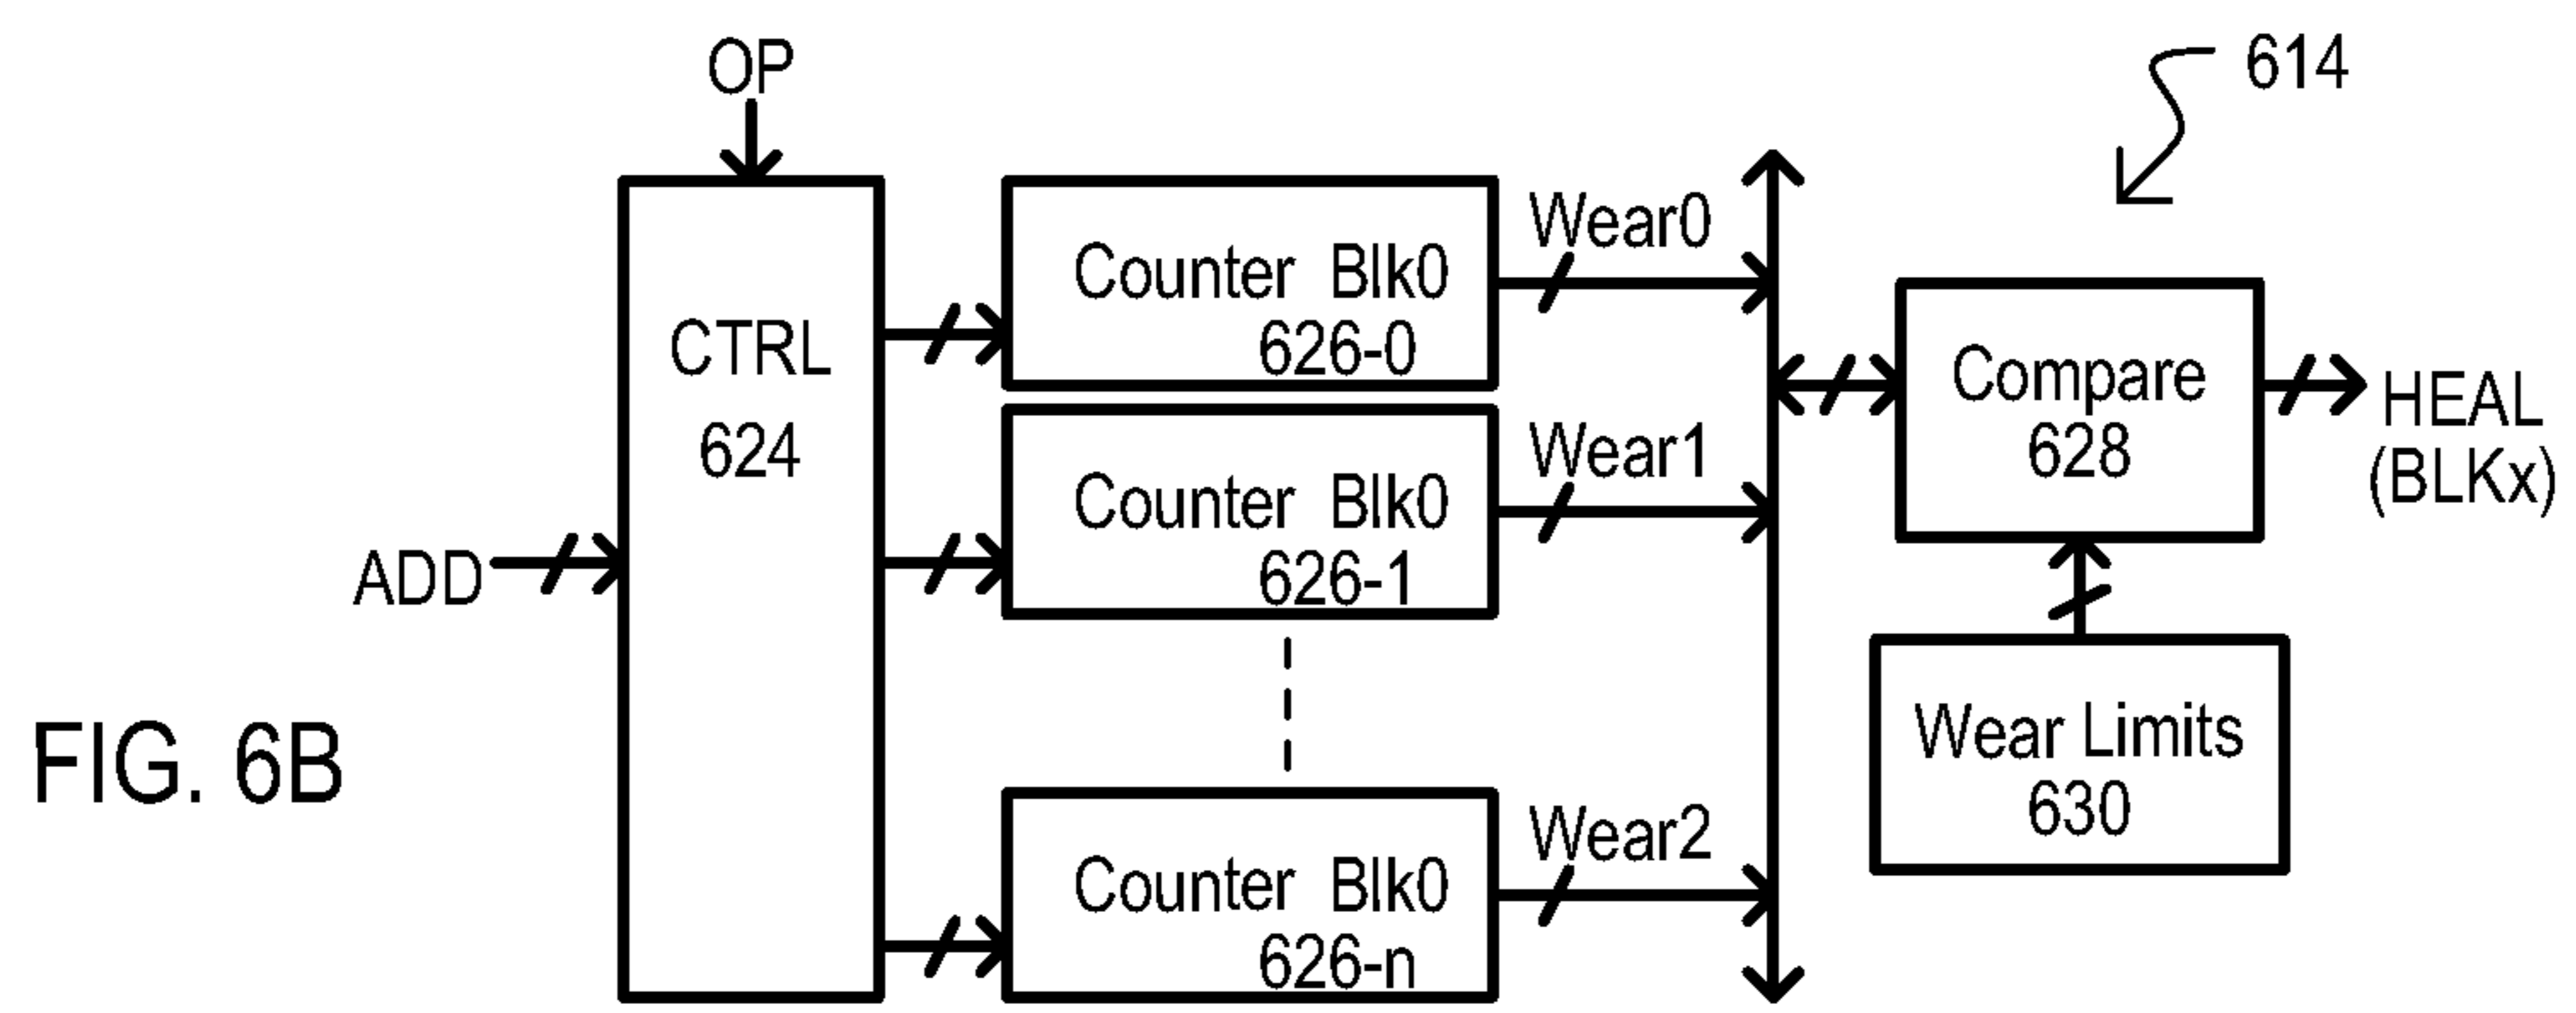 OP
614
Wear0
Counter Blk0
626-0
CTRL
624
Compare
628
HEAL
(BLKx)
Wear1
Counter Blk0
626-1
ADD
Wear Limits
630
Wear2
Counter Blk0
626-n
FIG. 6B